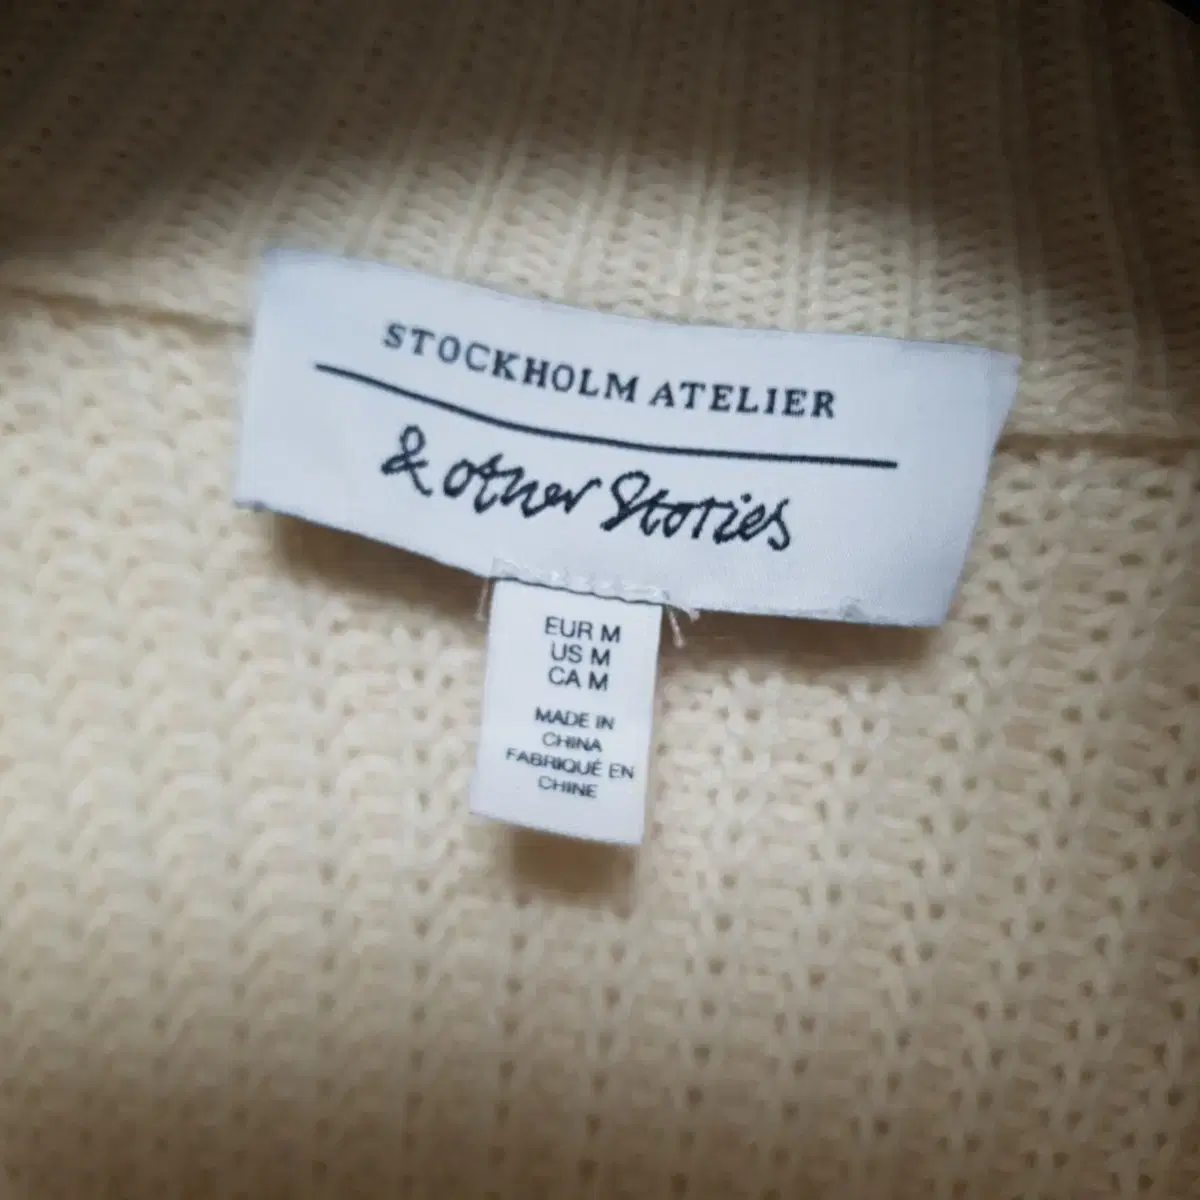 STOCKHOLM ATELIER
& other Stories
EUR M
US M
CA M
MADE IN
CHINA
FABRIQUÉ EN
CHINE